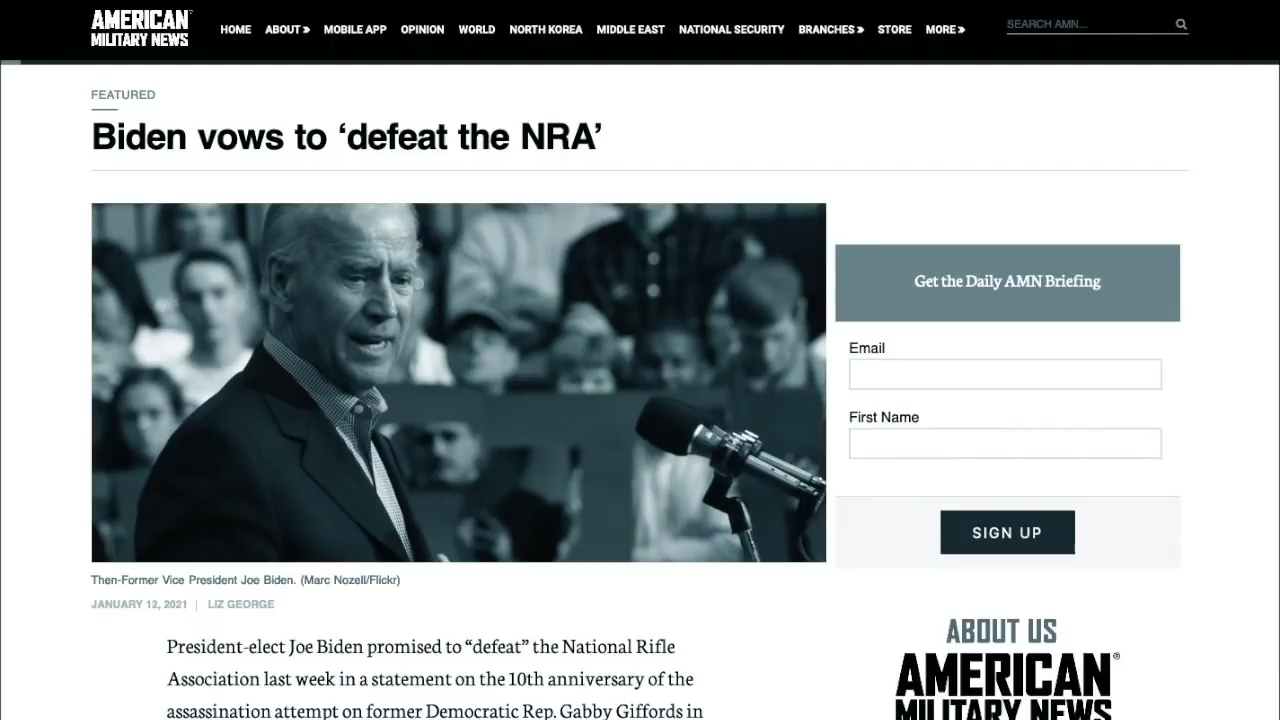 AMERICAN
MILITARY NEWS
HOME ABOUT » MOBILE APP OPINION WORLD NORTH KOREA MIDDLE EAST NATIONAL SECURITY BRANCHES » STORE MORE »
SEARCH AMN...
FEATURED
Biden vows to ‘defeat the NRA’
Get the Daily AMN Briefing
Email
First Name
SIGN UP
Then-Former Vice President Joe Biden. (Marc Nozell/Flickr)
JANUARY 12, 2021 | LIZ GEORGE
President-elect Joe Biden promised to “defeat” the National Rifle
Association last week in a statement on the 10th anniversary of the
assassination attempt on former Democratic Rep. Gabby Giffords in
ABOUT US
AMERICAN®
MILITARY NEWS